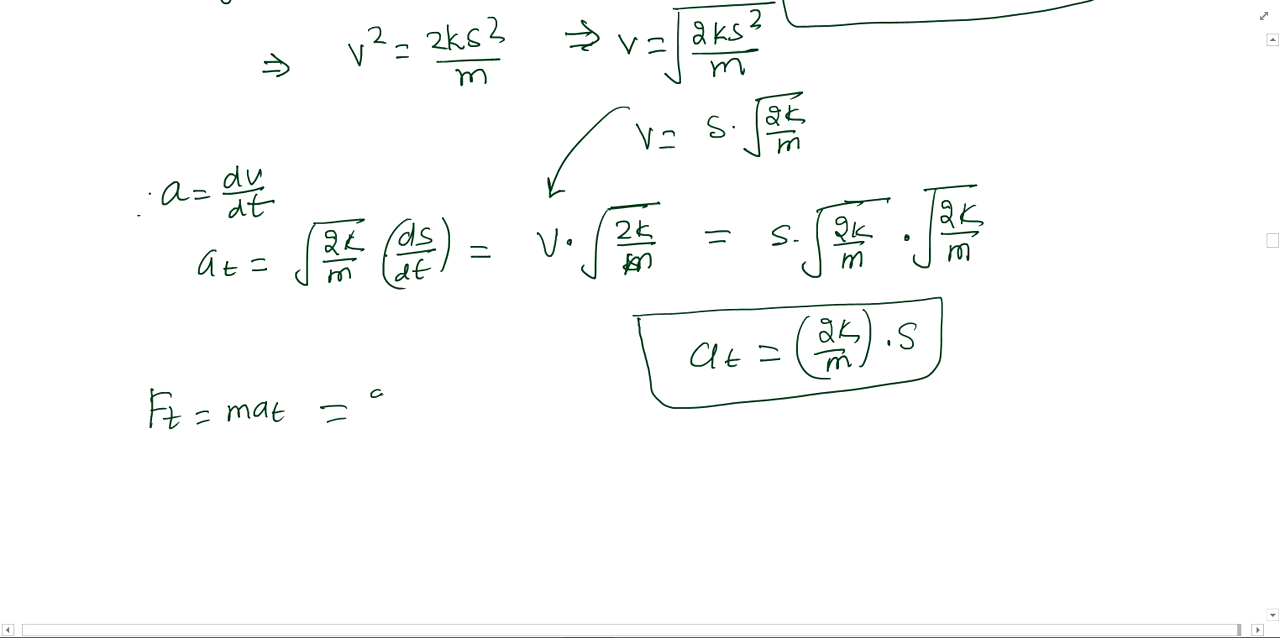 ⇒ v² = 2ks²/m ⇒ v = √(2ks²/m)
v = s·√(2k/m)
∴ a = dv/dt
at = √(2k/m) (ds/dt) = v·√(2k/m) = s·√(2k/m) · √(2k/m)
at = (2k/m)·s
Ft = mat =